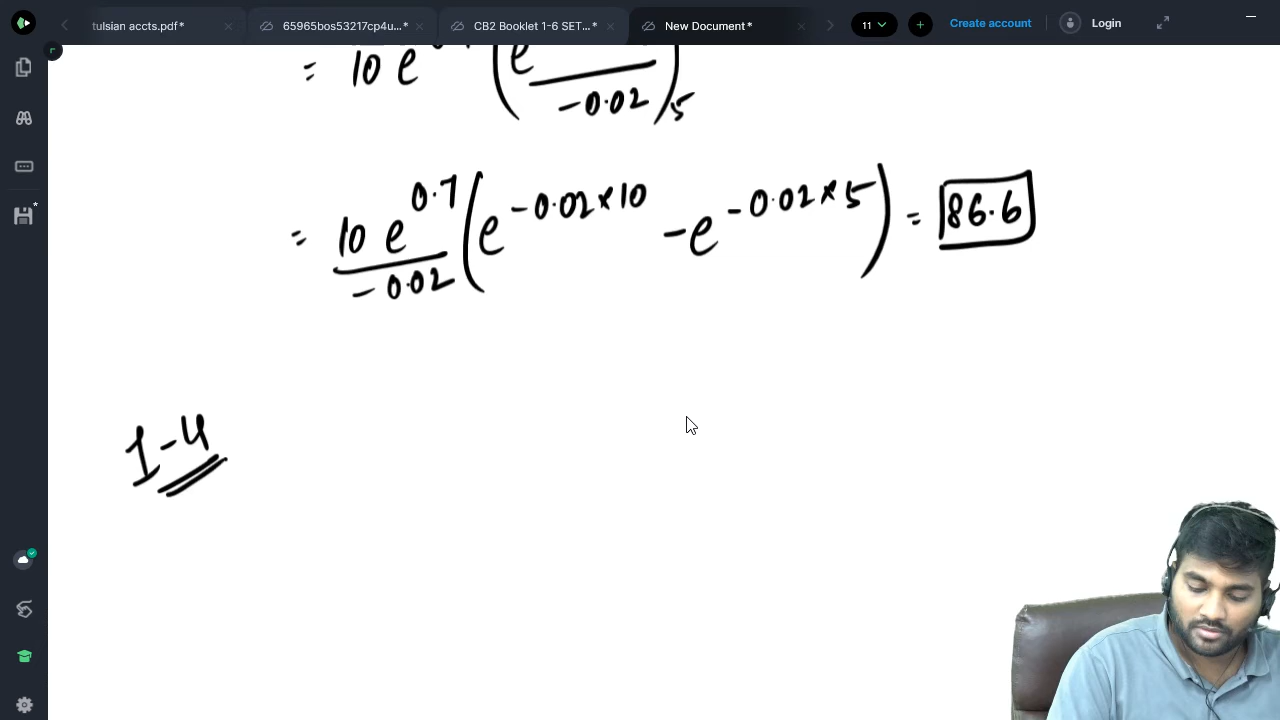 tulsian accts.pdf* 65965bos53217cp4u...* CB2 Booklet 1-6 SET...* New Document* 11 Create account Login
= 10 e (e
-0.02 ) 5
= 10 e^0.7 / -0.02 (e^-0.02×10 - e^-0.02×5) = 86.6
1-4